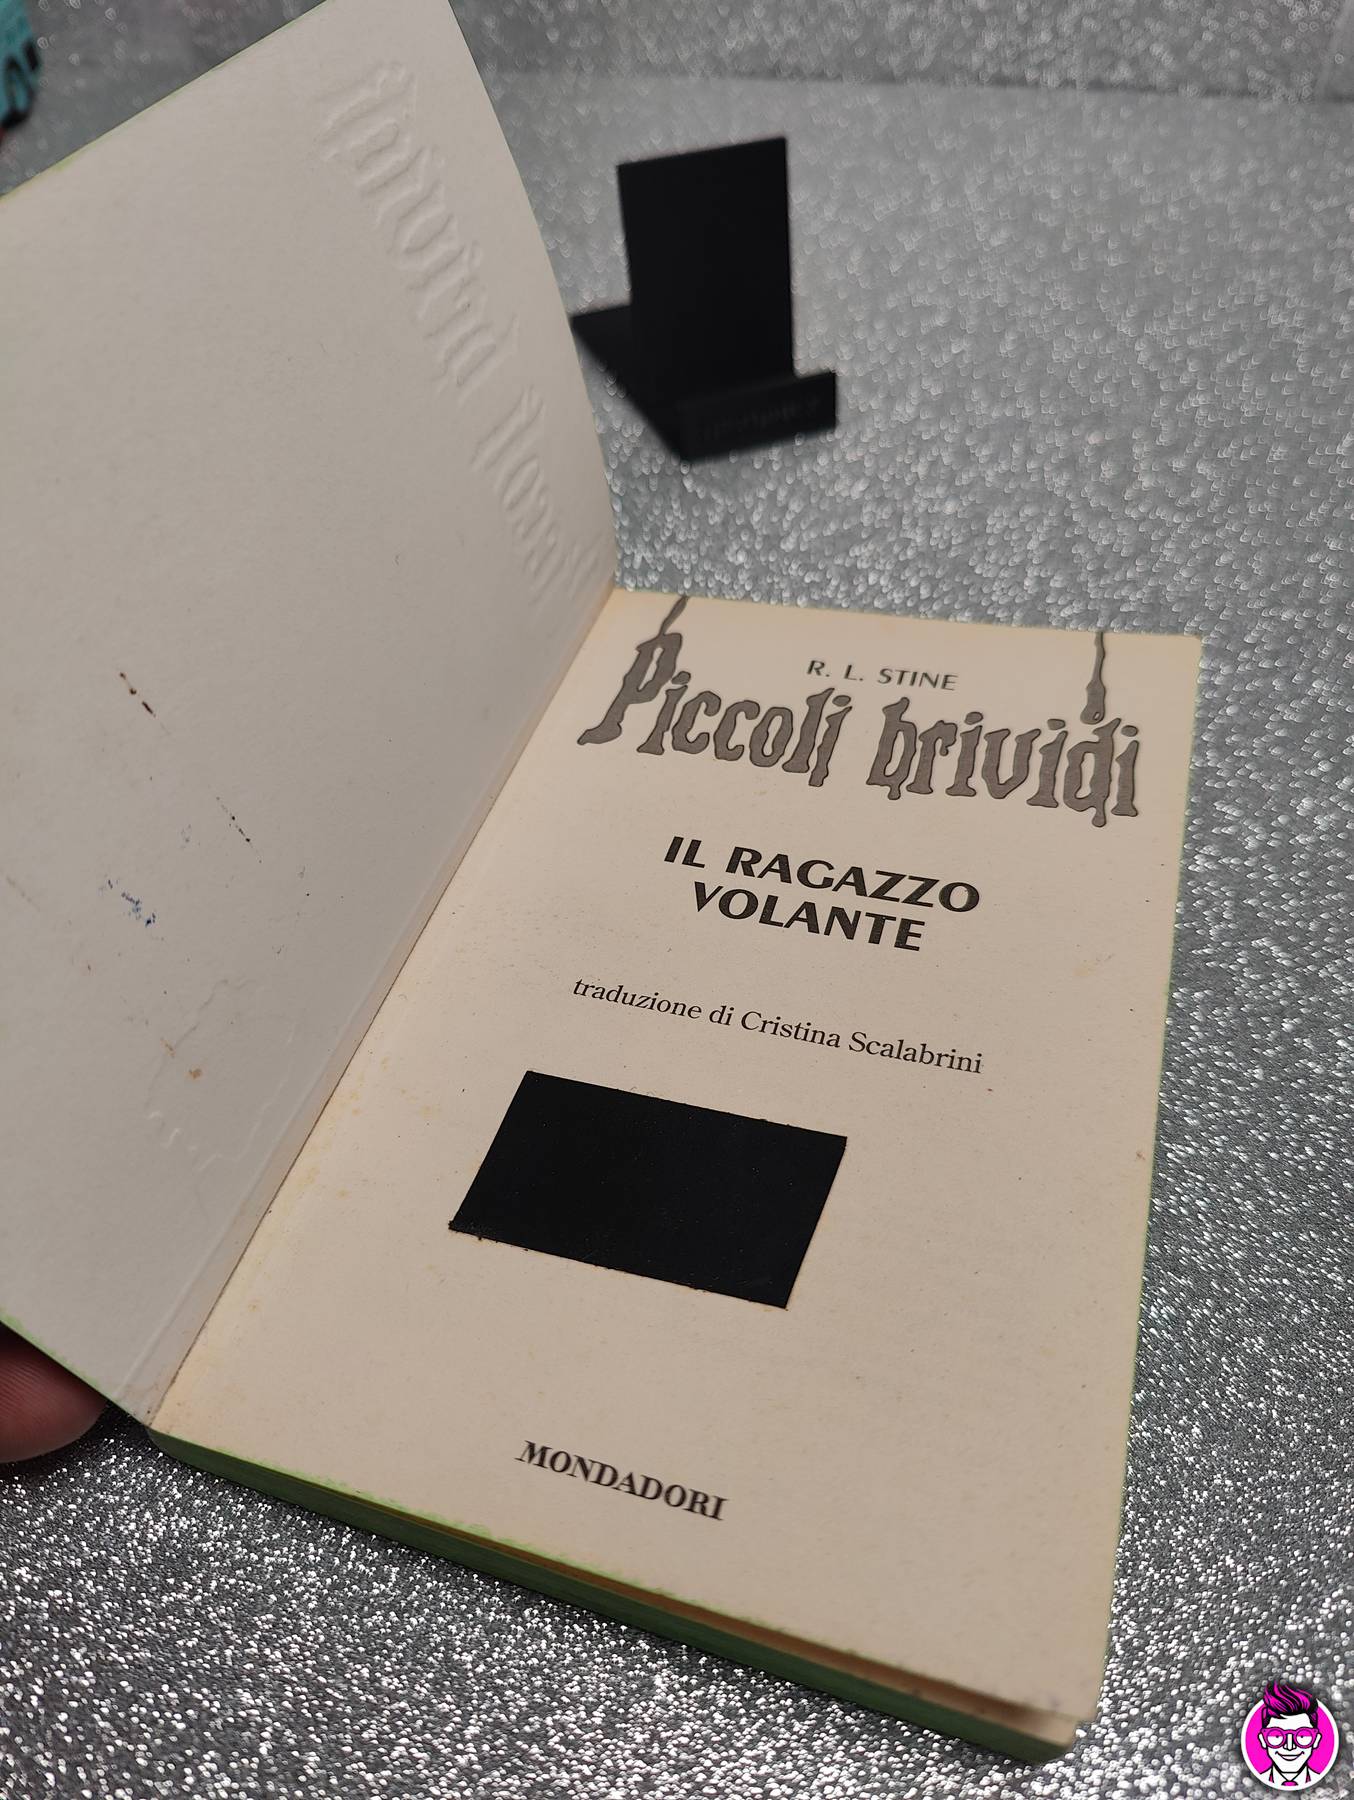 R. L. STINE
Piccoli brividi
IL RAGAZZO
VOLANTE
traduzione di Cristina Scalabrini
MONDADORI